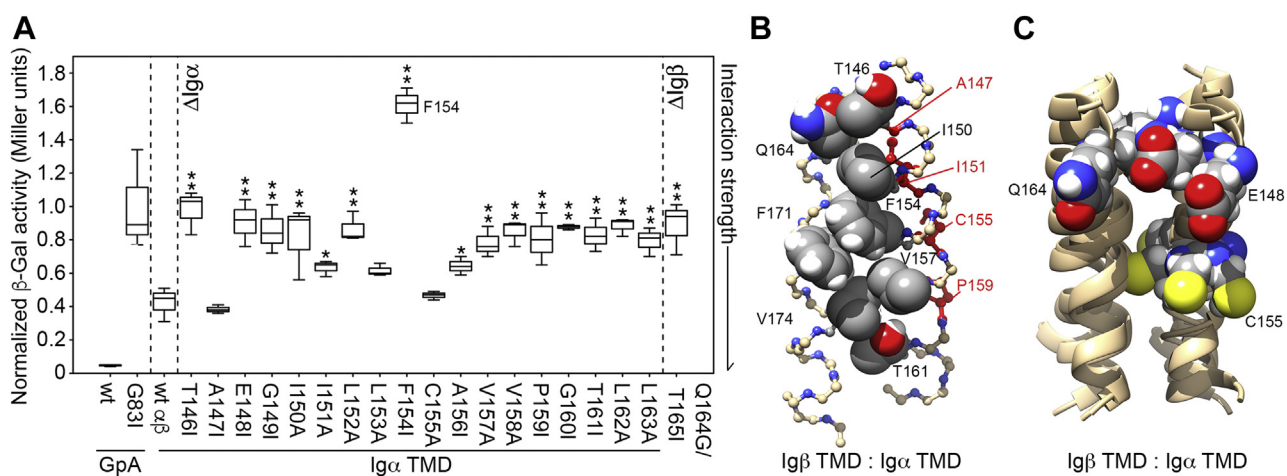 A
Normalized β-Gal activity (Miller units)
1.8
1.6
1.4
1.2
1.0
0.8
0.6
0.4
0.2
0
ΔIgα
ΔIgβ
**
**
**
**
**
*
**
**
F154
*
**
**
**
**
**
**
**
**
Interaction strength
wt
G83I
wt αβ
T146I
A147I
E148I
G149I
I150A
I151A
L152A
L153A
F154I
C155A
A156I
V157A
V158A
P159I
G160I
T161I
L162A
L163A
T165I
Q164G/
GpA
Igα TMD
B
T146
A147
I150
Q164
I151
F154
F171
C155
V157
P159
V174
T161
Igβ TMD : Igα TMD
C
Q164
E148
C155
Igβ TMD : Igα TMD